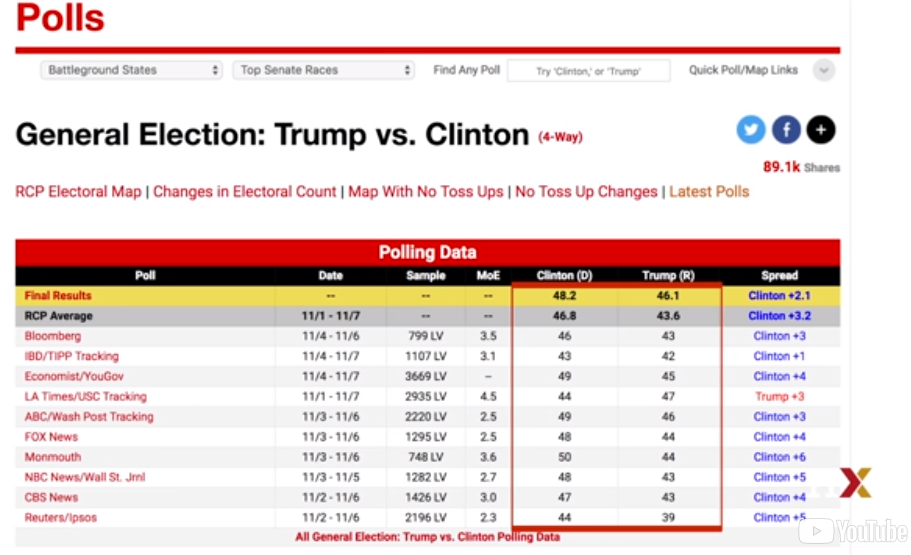 Polls
Battleground States Top Senate Races Find Any Poll Try 'Clinton,' or 'Trump' Quick Poll/Map Links
General Election: Trump vs. Clinton (4-Way)
89.1k Shares
RCP Electoral Map | Changes in Electoral Count | Map With No Toss Ups | No Toss Up Changes | Latest Polls
Polling Data
Poll Date Sample MoE Clinton (D) Trump (R) Spread
Final Results -- -- -- 48.2 46.1 Clinton +2.1
RCP Average 11/1 - 11/7 -- -- 46.8 43.6 Clinton +3.2
Bloomberg 11/4 - 11/6 799 LV 3.5 46 43 Clinton +3
IBD/TIPP Tracking 11/4 - 11/7 1107 LV 3.1 43 42 Clinton +1
Economist/YouGov 11/4 - 11/7 3669 LV -- 49 45 Clinton +4
LA Times/USC Tracking 11/1 - 11/7 2935 LV 4.5 44 47 Trump +3
ABC/Wash Post Tracking 11/3 - 11/6 2220 LV 2.5 49 46 Clinton +3
FOX News 11/3 - 11/6 1295 LV 2.5 48 44 Clinton +4
Monmouth 11/3 - 11/6 748 LV 3.6 50 44 Clinton +6
NBC News/Wall St. Jrnl 11/3 - 11/5 1282 LV 2.7 48 43 Clinton +5
CBS News 11/2 - 11/6 1426 LV 3.0 47 43 Clinton +4
Reuters/Ipsos 11/2 - 11/6 2196 LV 2.3 44 39 Clinton +5
All General Election: Trump vs. Clinton Polling Data
YouTube